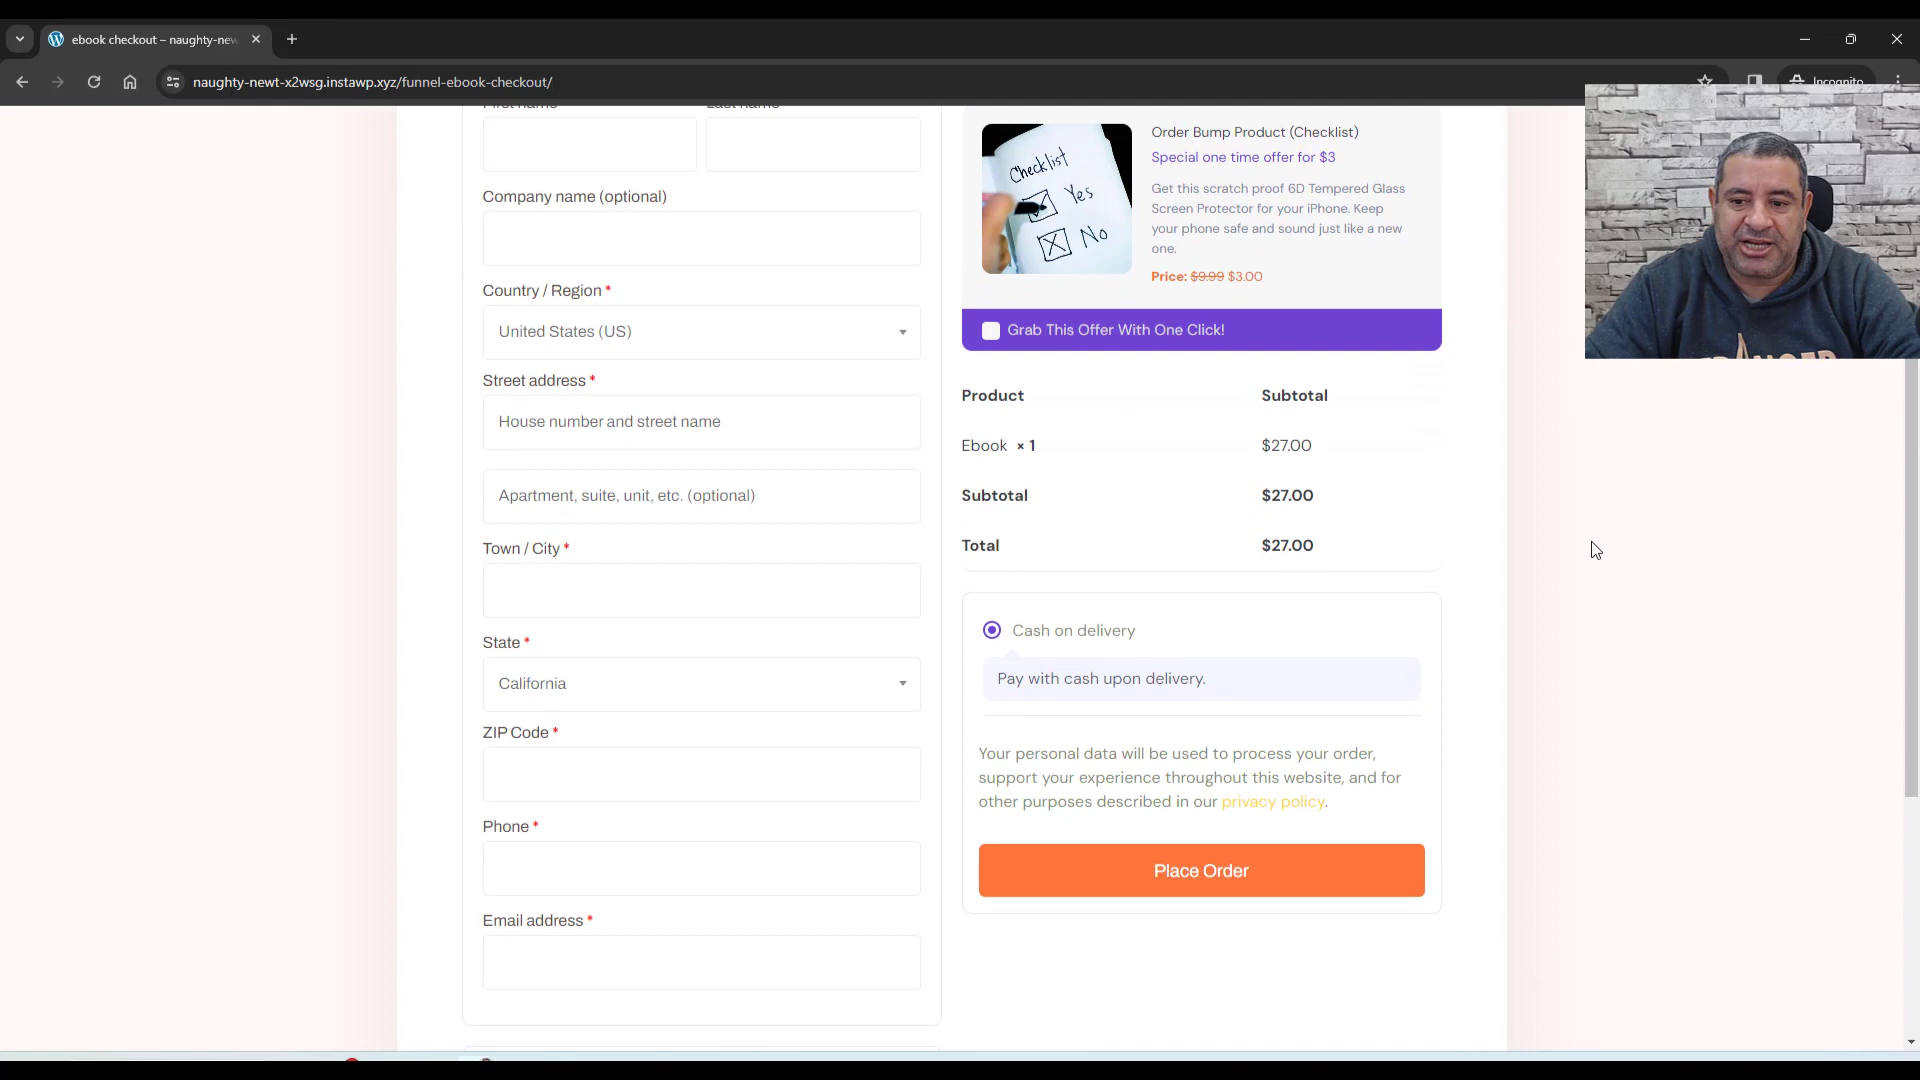 ebook checkout – naughty-new
naughty-newt-x2wsg.instawp.xyz/funnel-ebook-checkout/
Incognito
First name
Last name
Company name (optional)
Country / Region *
United States (US)
Street address *
House number and street name
Apartment, suite, unit, etc. (optional)
Town / City *
State *
California
ZIP Code *
Phone *
Email address *
Checklist
Yes
No
Order Bump Product (Checklist)
Special one time offer for $3
Get this scratch proof 6D Tempered Glass
Screen Protector for your iPhone. Keep
your phone safe and sound just like a new
one.
Price: $9.99 $3.00
Grab This Offer With One Click!
Product Subtotal
Ebook × 1 $27.00
Subtotal $27.00
Total $27.00
Cash on delivery
Pay with cash upon delivery.
Your personal data will be used to process your order,
support your experience throughout this website, and for
other purposes described in our privacy policy.
Place Order